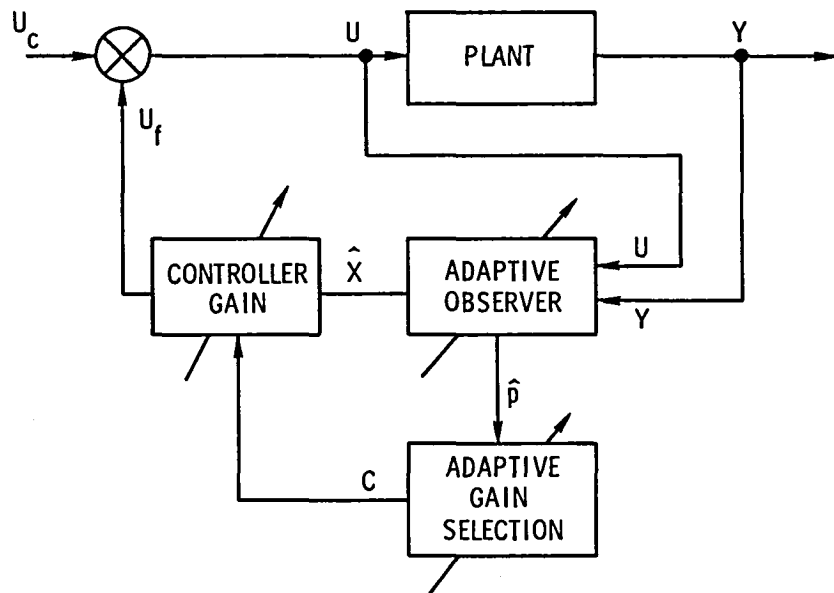 U_c
U
PLANT
Y
U_f
CONTROLLER
GAIN
X̂
ADAPTIVE
OBSERVER
U
Y
p̂
C
ADAPTIVE
GAIN
SELECTION